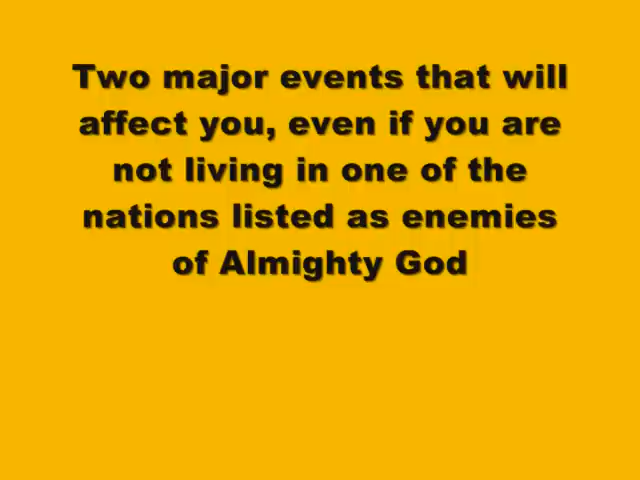 Two major events that will
affect you, even if you are
not living in one of the
nations listed as enemies
of Almighty God